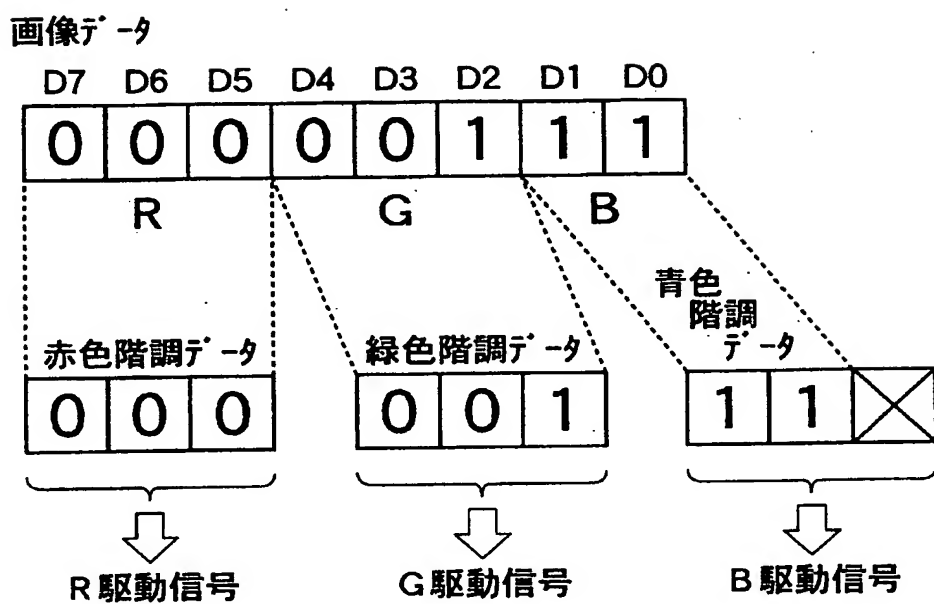 画像データ
D7 D6 D5 D4 D3 D2 D1 D0
0 0 0 0 0 1 1 1
R G B
青色
階調
データ
赤色階調データ
緑色階調データ
0 0 0
0 0 1
1 1
R駆動信号
G駆動信号
B駆動信号